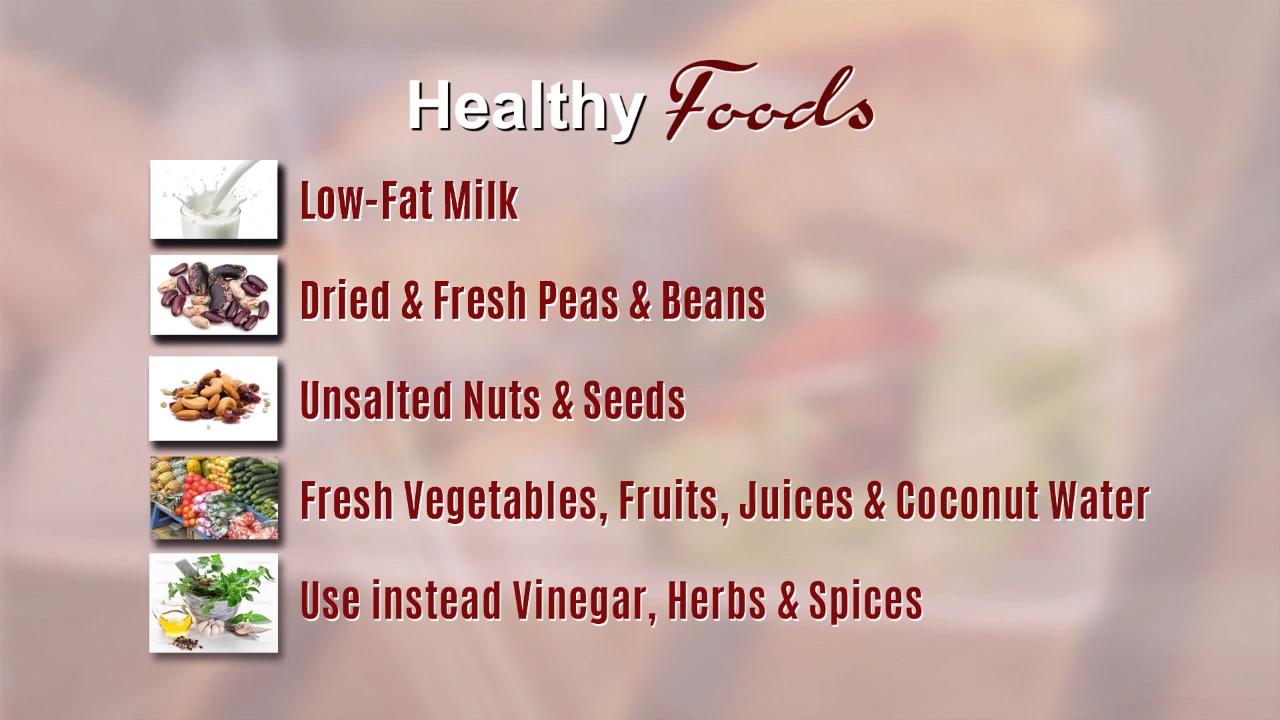 Healthy Foods
Low-Fat Milk
Dried & Fresh Peas & Beans
Unsalted Nuts & Seeds
Fresh Vegetables, Fruits, Juices & Coconut Water
Use instead Vinegar, Herbs & Spices